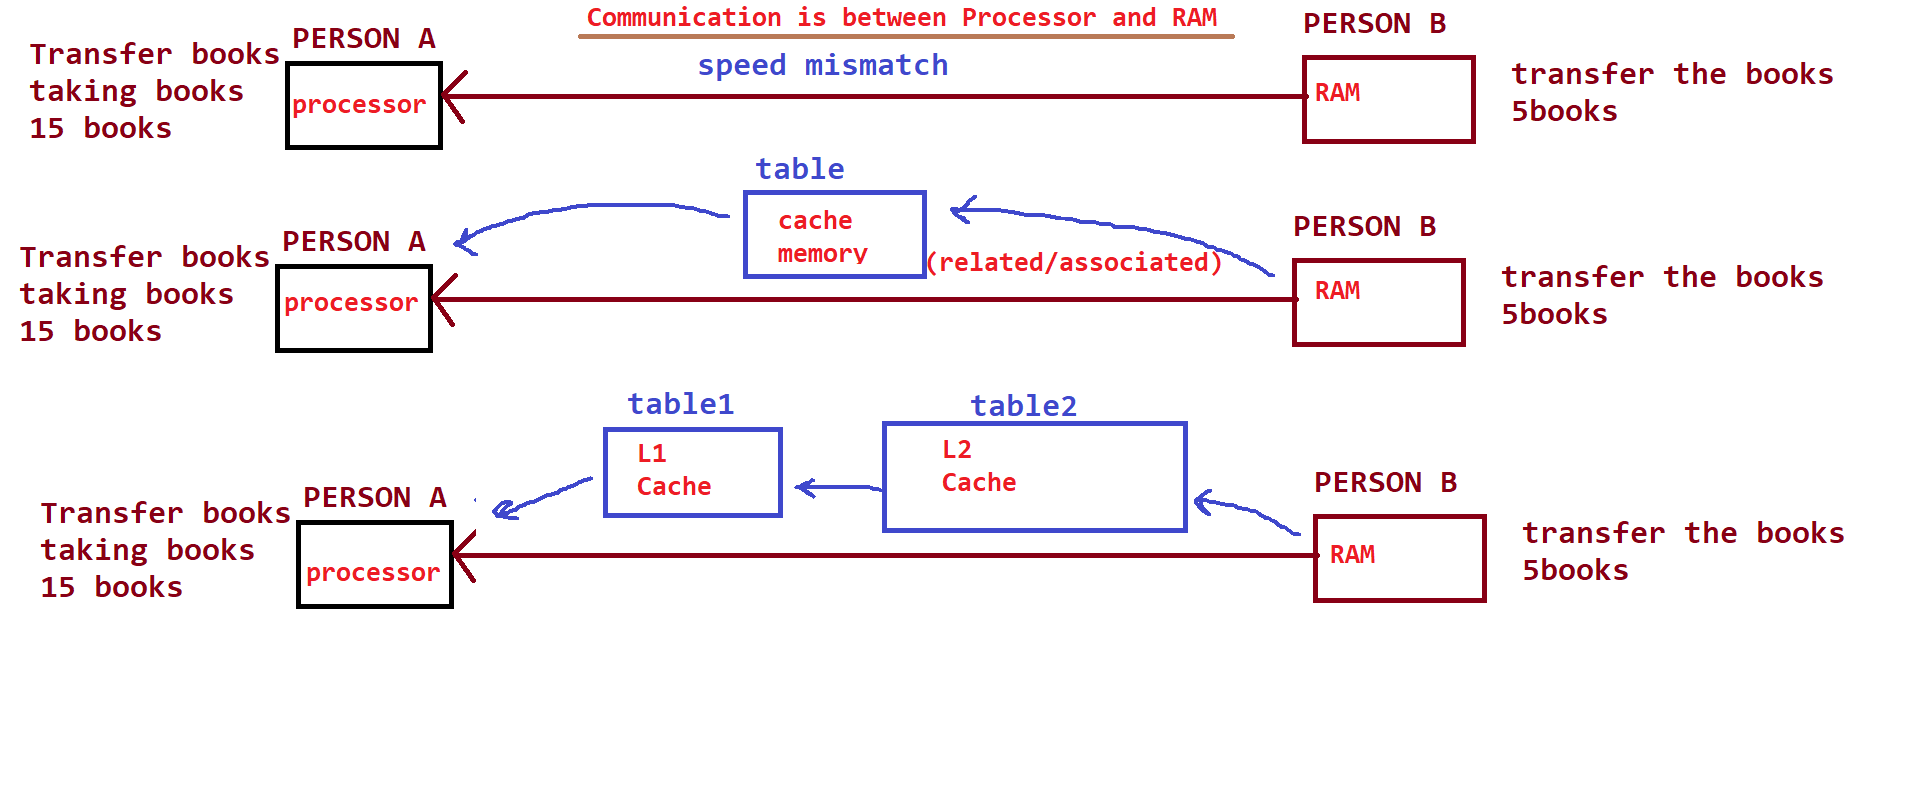 Communication is between Processor and RAM
speed mismatch
PERSON A
Transfer books
taking books
15 books
processor
PERSON B
RAM
transfer the books
5books
table
cache
memory
(related/associated)
PERSON A
Transfer books
taking books
15 books
processor
PERSON B
RAM
transfer the books
5books
table1
L1
Cache
table2
L2
Cache
PERSON A
Transfer books
taking books
15 books
processor
PERSON B
RAM
transfer the books
5books